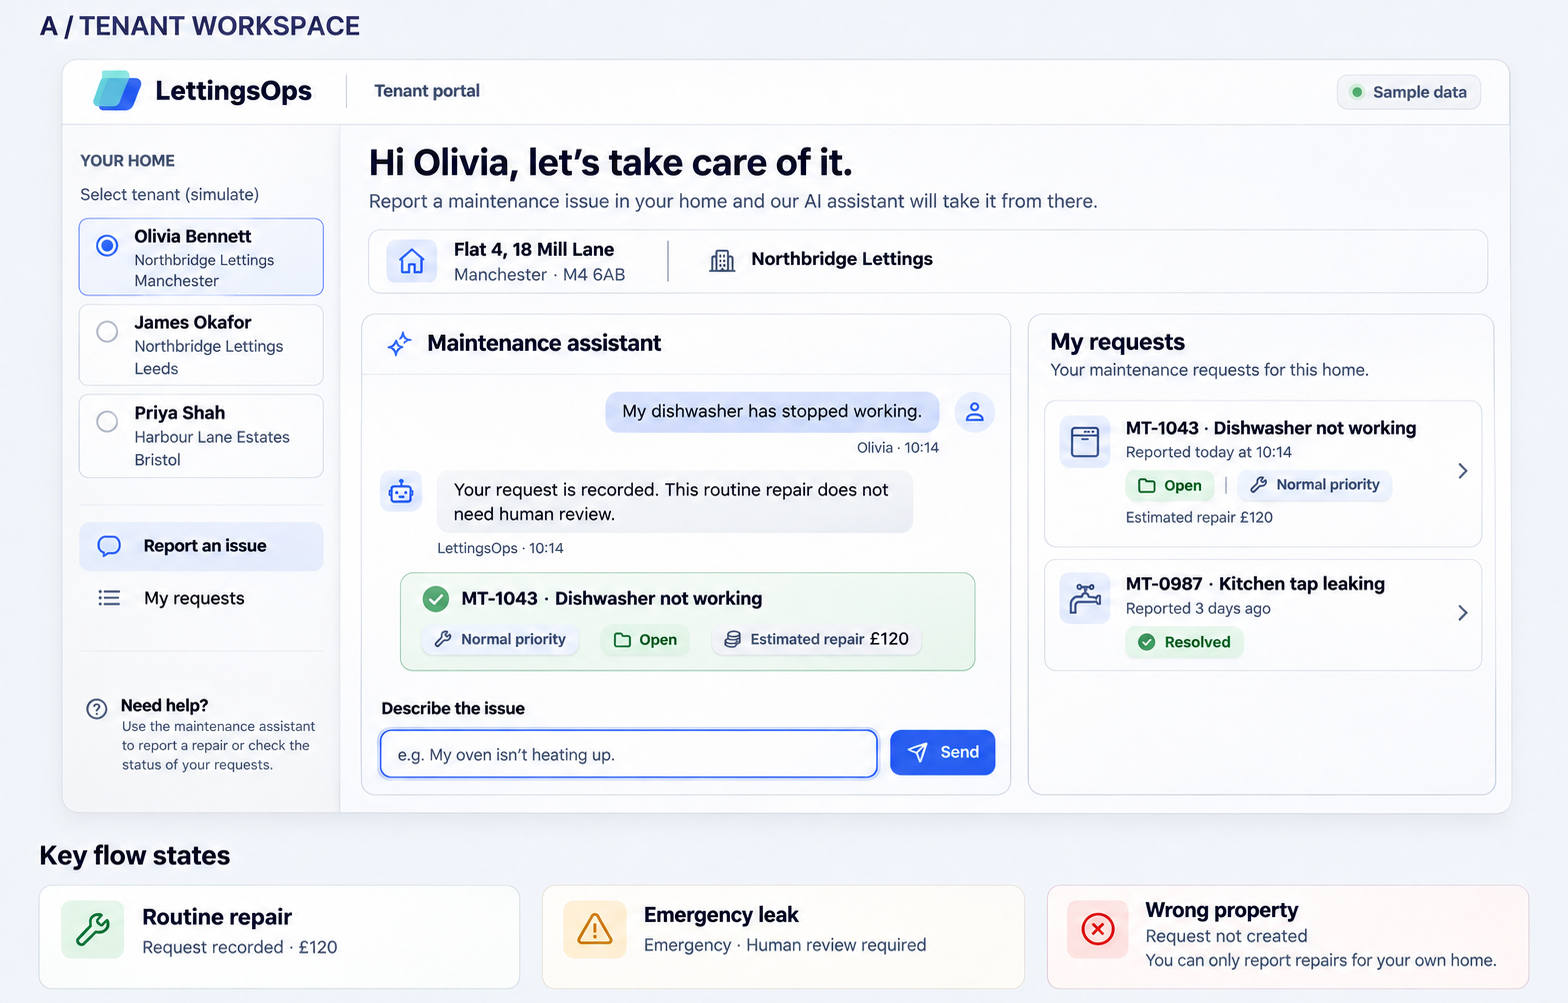 A / TENANT WORKSPACE
LettingsOps
Tenant portal
Sample data
YOUR HOME
Select tenant (simulate)
Olivia Bennett
Northbridge Lettings
Manchester
James Okafor
Northbridge Lettings
Leeds
Priya Shah
Harbour Lane Estates
Bristol
Report an issue
My requests
Need help?
Use the maintenance assistant
to report a repair or check the
status of your requests.
Hi Olivia, let’s take care of it.
Report a maintenance issue in your home and our AI assistant will take it from there.
Flat 4, 18 Mill Lane
Manchester · M4 6AB
Northbridge Lettings
Maintenance assistant
My dishwasher has stopped working.
Olivia · 10:14
Your request is recorded. This routine repair does not
need human review.
LettingsOps · 10:14
MT-1043 · Dishwasher not working
Normal priority
Open
Estimated repair £120
Describe the issue
e.g. My oven isn’t heating up.
Send
My requests
Your maintenance requests for this home.
MT-1043 · Dishwasher not working
Reported today at 10:14
Open | Normal priority
Estimated repair £120
MT-0987 · Kitchen tap leaking
Reported 3 days ago
Resolved
Key flow states
Routine repair
Request recorded · £120
Emergency leak
Emergency · Human review required
Wrong property
Request not created
You can only report repairs for your own home.